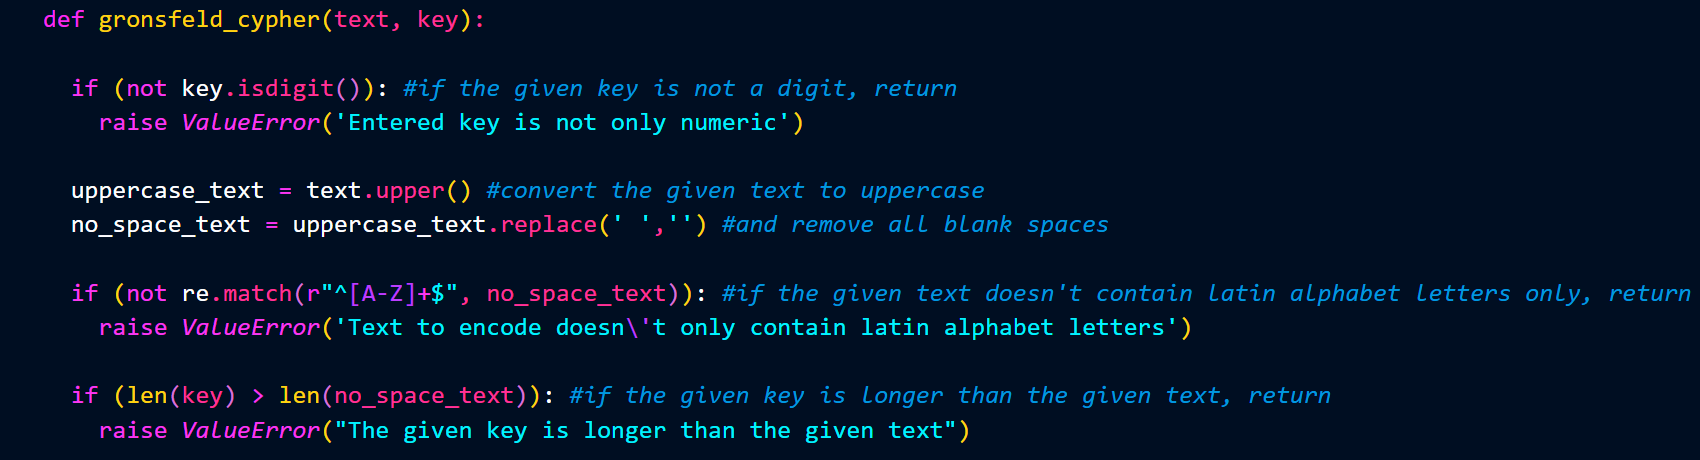 def gronsfeld_cypher(text, key):
if (not key.isdigit()): #if the given key is not a digit, return
raise ValueError('Entered key is not only numeric')
uppercase_text = text.upper() #convert the given text to uppercase
no_space_text = uppercase_text.replace(' ','') #and remove all blank spaces
if (not re.match(r"^[A-Z]+$", no_space_text)): #if the given text doesn't contain latin alphabet letters only, return
raise ValueError('Text to encode doesn\'t only contain latin alphabet letters')
if (len(key) > len(no_space_text)): #if the given key is longer than the given text, return
raise ValueError("The given key is longer than the given text")